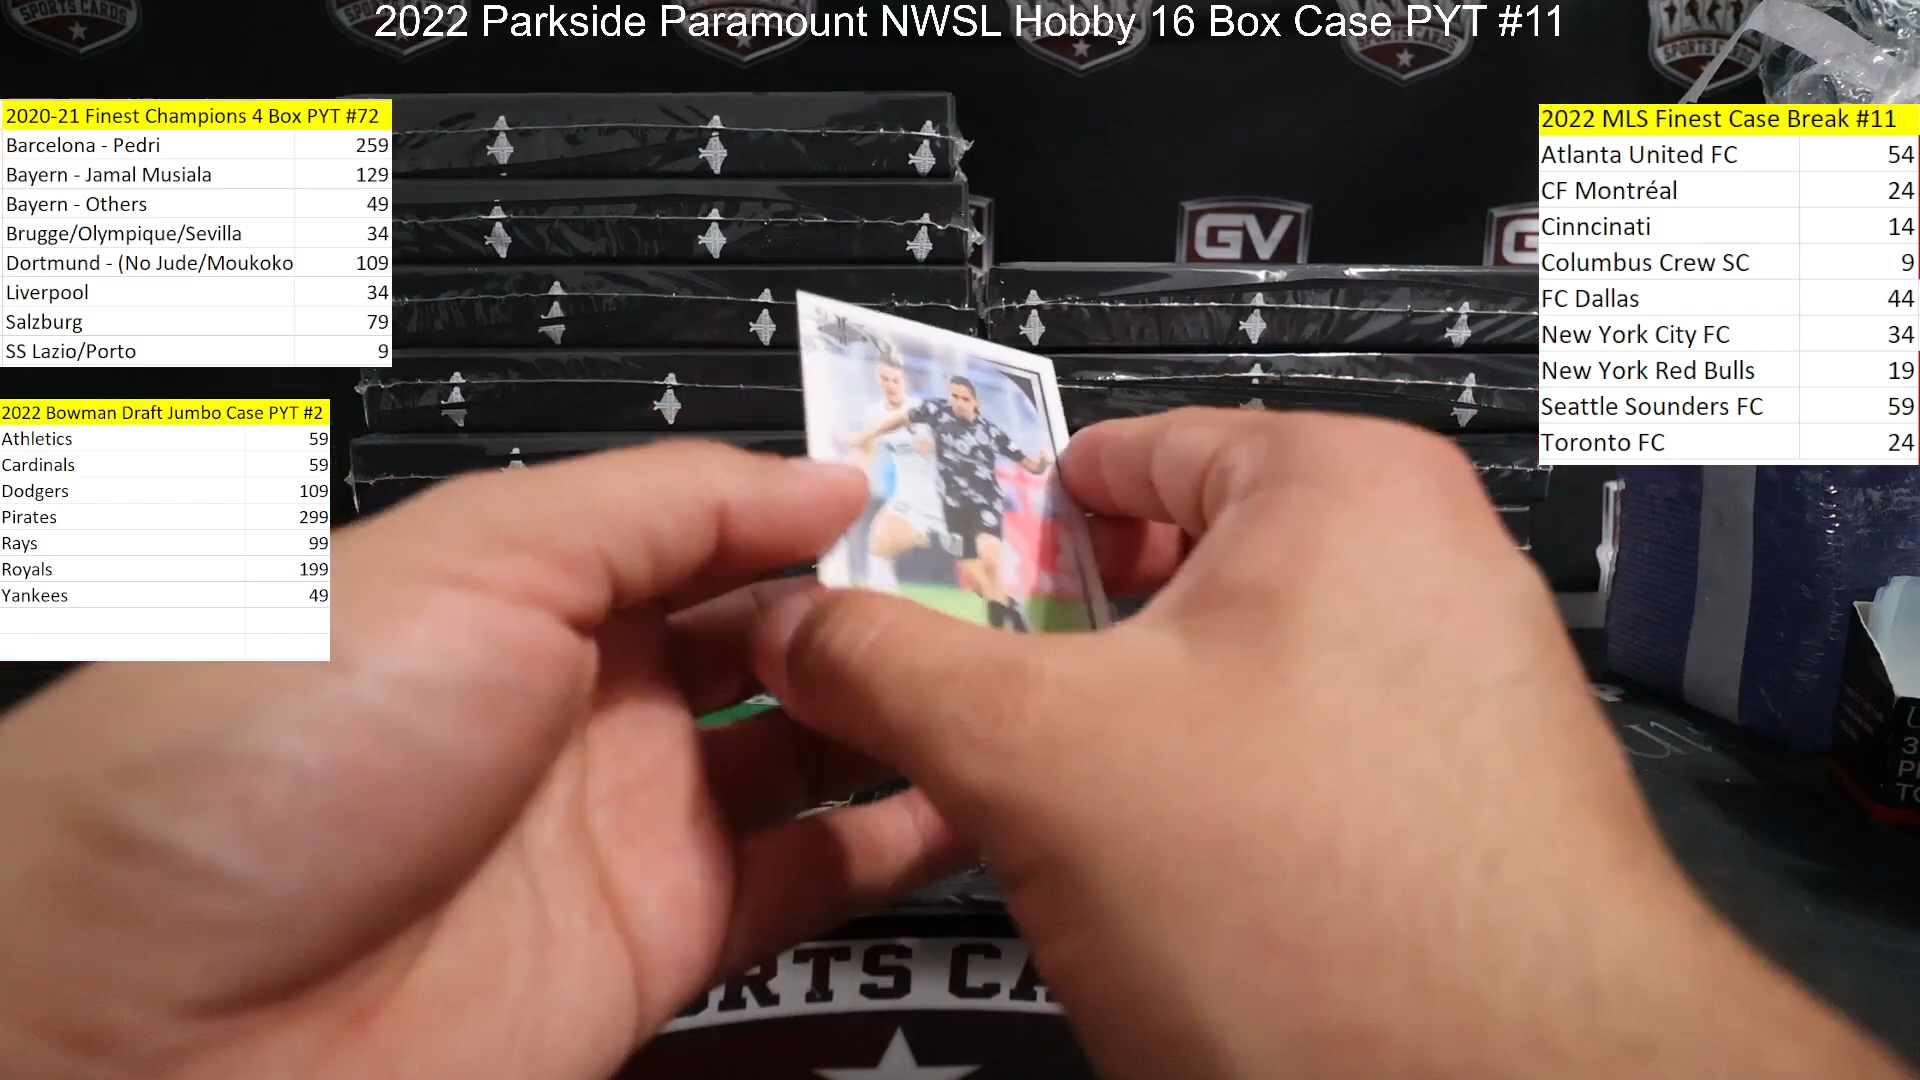 2022 Parkside Paramount NWSL Hobby 16 Box Case PYT #11
SPORTS CARDS
SPORTS CARDS
2020-21 Finest Champions 4 Box PYT #72
Barcelona - Pedri 259
Bayern - Jamal Musiala 129
Bayern - Others 49
Brugge/Olympique/Sevilla 34
Dortmund - (No Jude/Moukoko 109
Liverpool 34
Salzburg 79
SS Lazio/Porto 9
2022 Bowman Draft Jumbo Case PYT #2
Athletics 59
Cardinals 59
Dodgers 109
Pirates 299
Rays 99
Royals 199
Yankees 49
2022 MLS Finest Case Break #11
Atlanta United FC 54
CF Montréal 24
Cinncinati 14
Columbus Crew SC 9
FC Dallas 44
New York City FC 34
New York Red Bulls 19
Seattle Sounders FC 59
Toronto FC 24
GV
G
ORTS CA